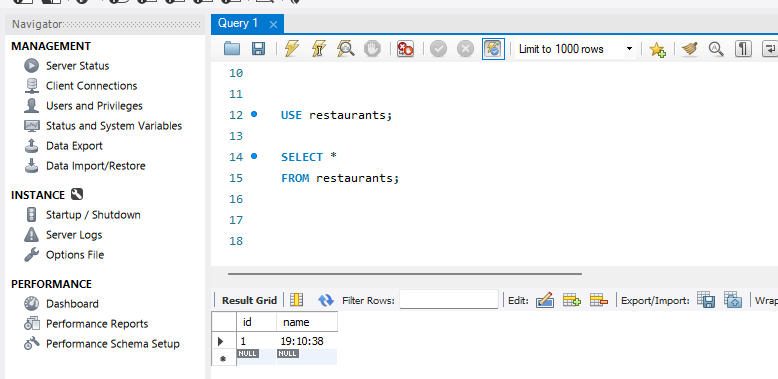 Navigator
MANAGEMENT
Server Status
Client Connections
Users and Privileges
Status and System Variables
Data Export
Data Import/Restore
INSTANCE
Startup / Shutdown
Server Logs
Options File
PERFORMANCE
Dashboard
Performance Reports
Performance Schema Setup
Query 1
Limit to 1000 rows
10
11
12 USE restaurants;
13
14 SELECT *
15 FROM restaurants;
16
17
18
Result Grid Filter Rows: Edit: Export/Import: Wrap
id name
1 19:10:38
NULL NULL